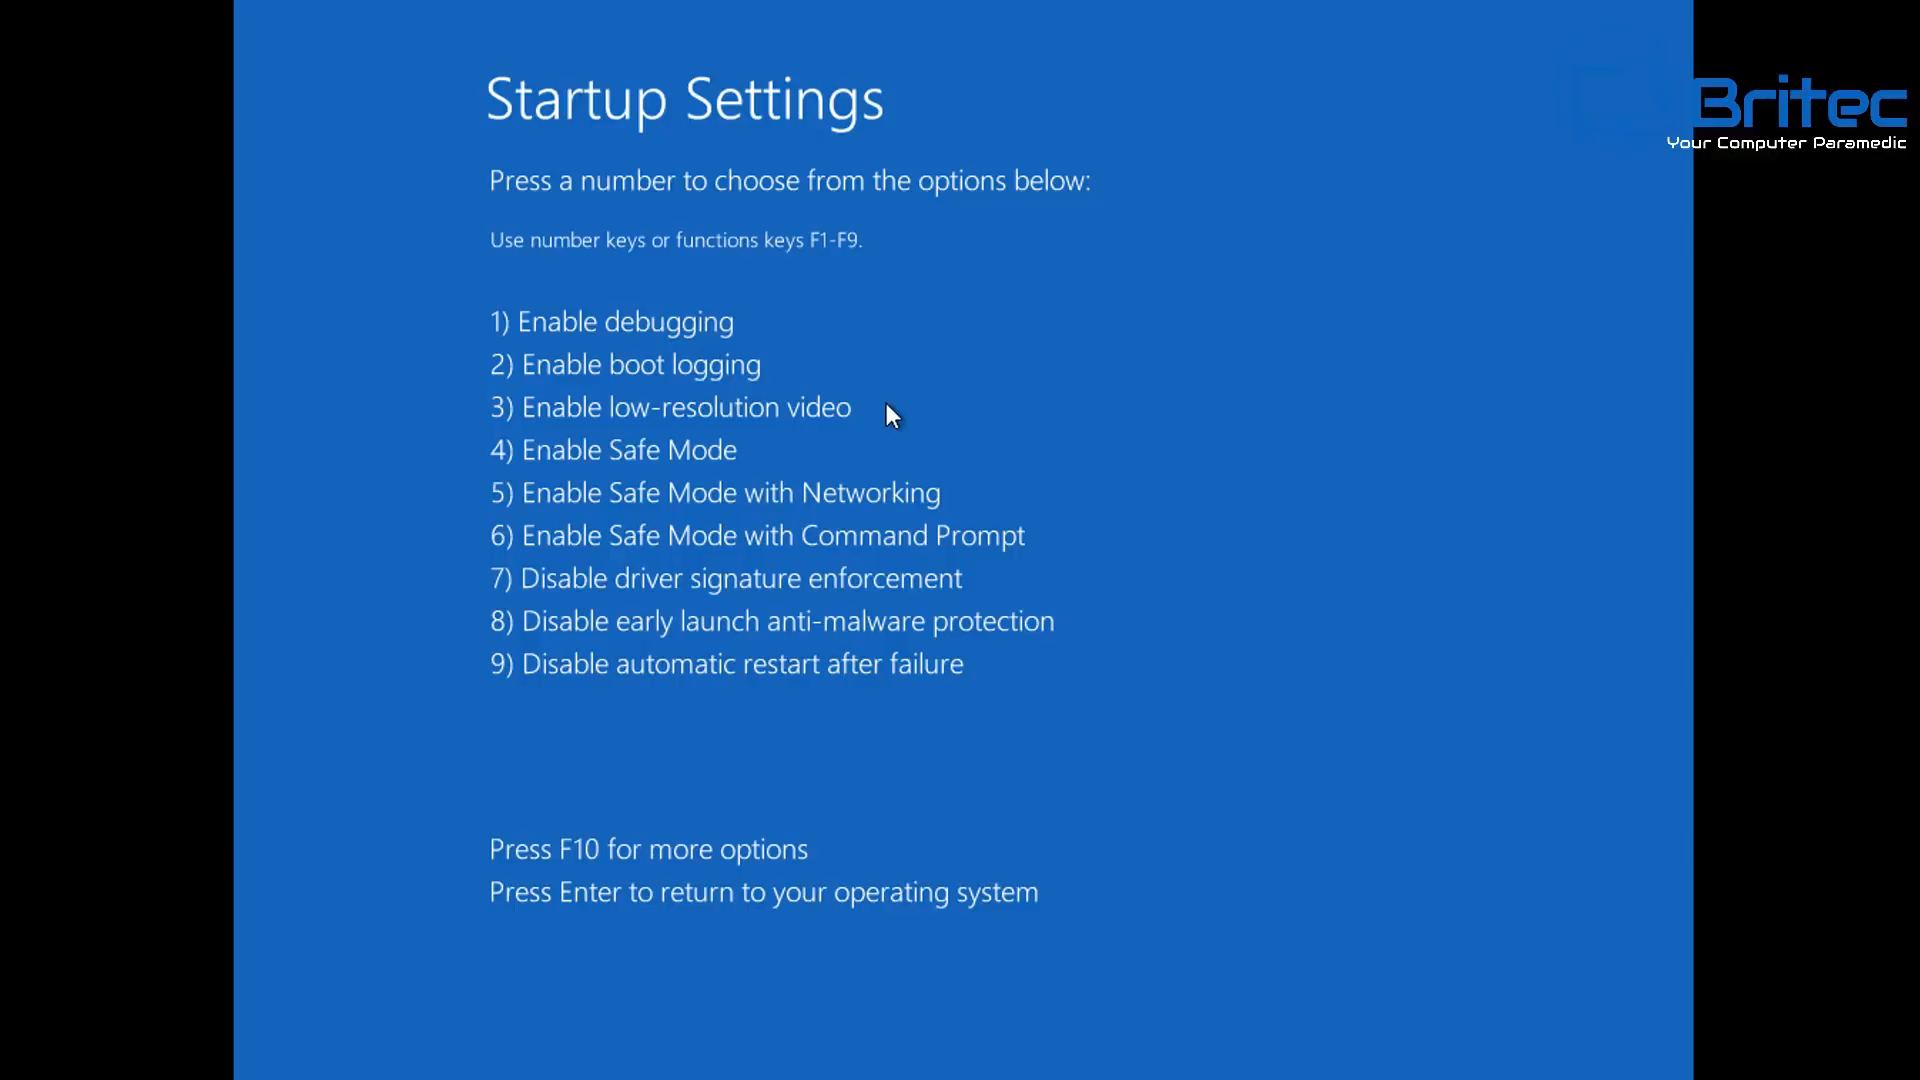 Startup Settings
Britec
Your Computer Paramedic
Press a number to choose from the options below:
Use number keys or functions keys F1-F9.
1) Enable debugging
2) Enable boot logging
3) Enable low-resolution video
4) Enable Safe Mode
5) Enable Safe Mode with Networking
6) Enable Safe Mode with Command Prompt
7) Disable driver signature enforcement
8) Disable early launch anti-malware protection
9) Disable automatic restart after failure
Press F10 for more options
Press Enter to return to your operating system